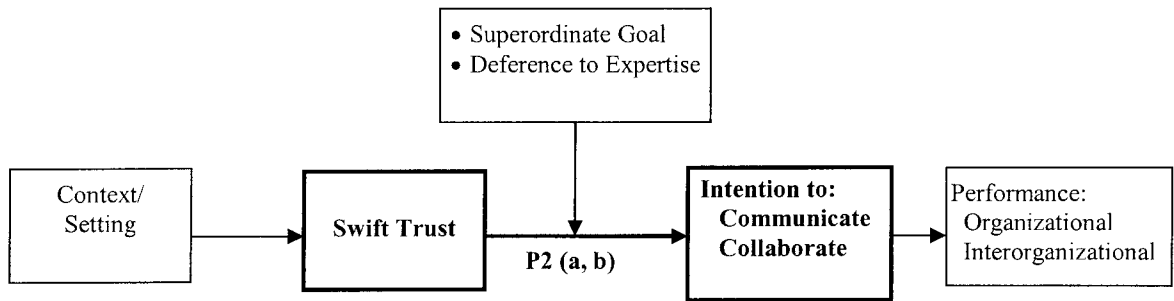 • Superordinate Goal
• Deference to Expertise
Context/
Setting
Swift Trust
P2 (a, b)
Intention to:
Communicate
Collaborate
Performance:
Organizational
Interorganizational